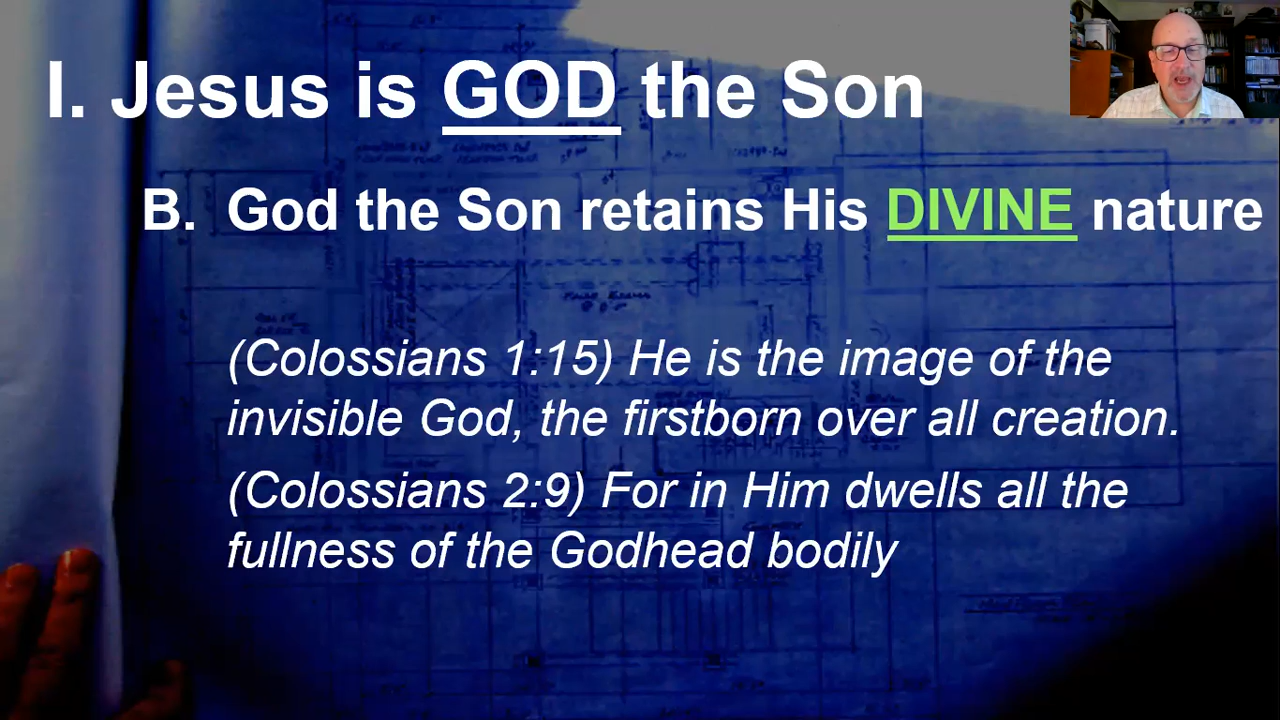 I. Jesus is GOD the Son
B. God the Son retains His DIVINE nature
(Colossians 1:15) He is the image of the
invisible God, the firstborn over all creation.
(Colossians 2:9) For in Him dwells all the
fullness of the Godhead bodily